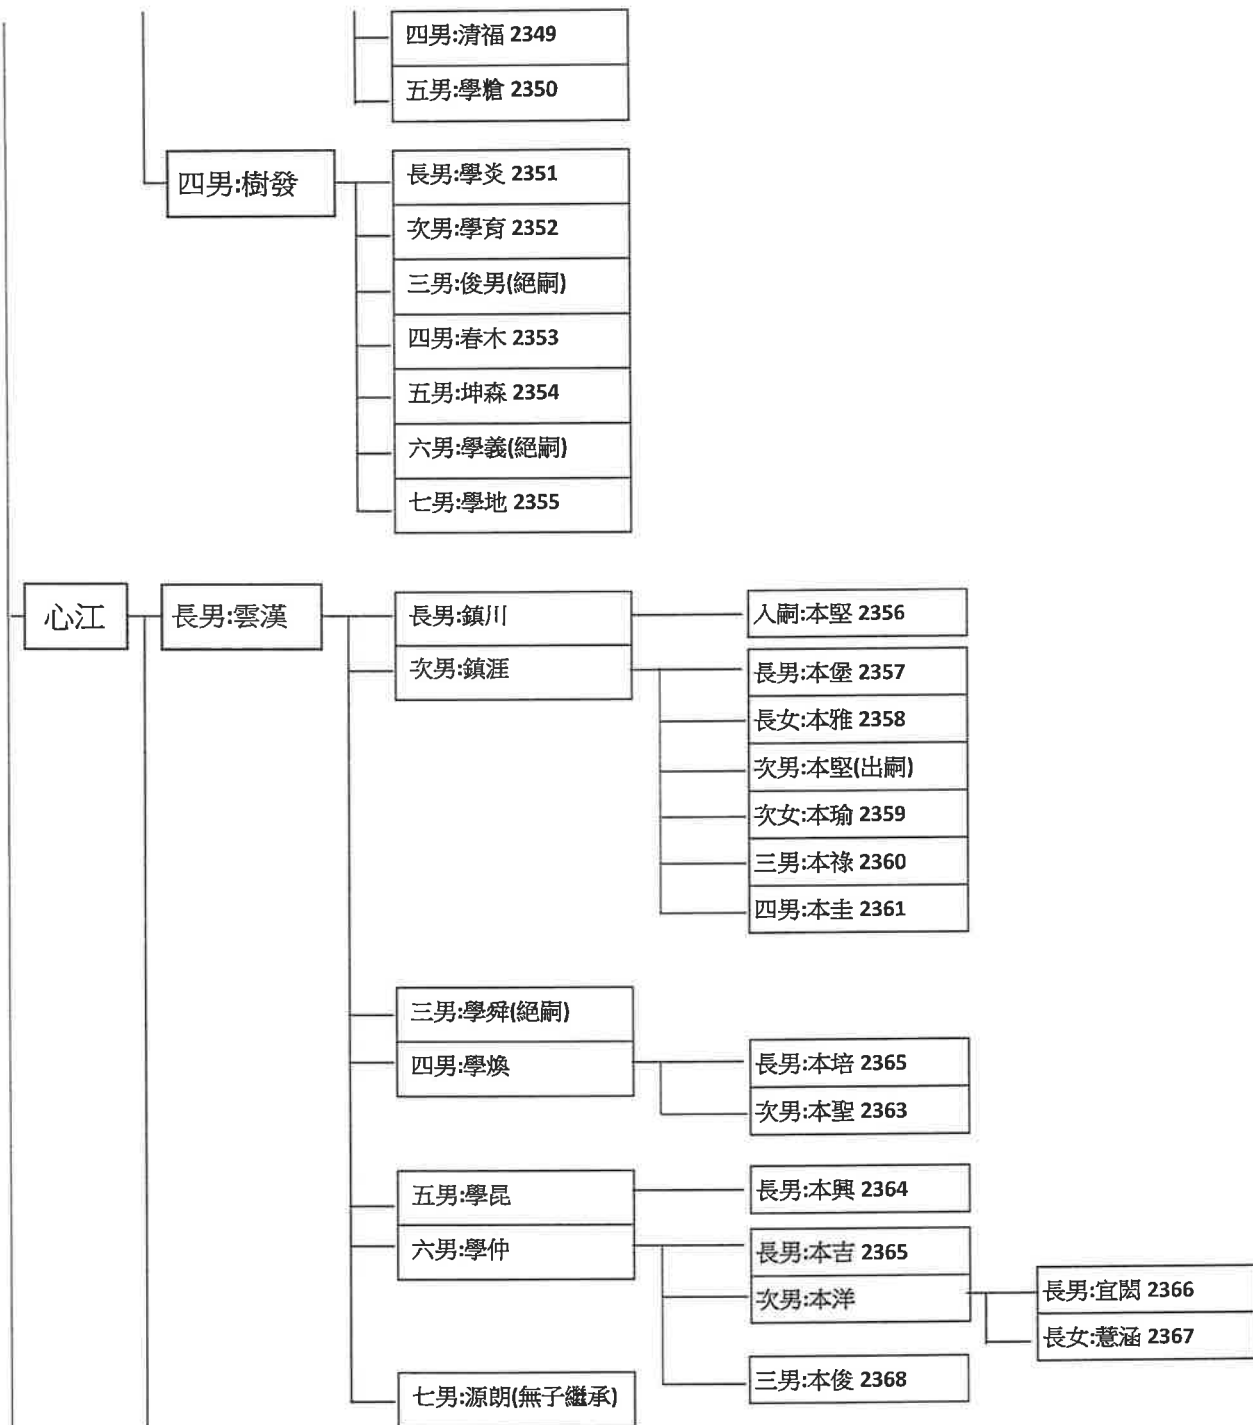 四男:清福 2349
五男:學艙 2350
四男:樹發
長男:學炎 2351
次男:學育 2352
三男:俊男(絕嗣)
四男:春木 2353
五男:坤森 2354
六男:學義(絕嗣)
七男:學地 2355
心江
長男:雲漢
長男:鎮川
次男:鎮涯
入嗣:本堅 2356
長男:本堡 2357
長女:本雅 2358
次男:本堅(出嗣)
次女:本瑜 2359
三男:本祿 2360
四男:本圭 2361
三男:學舜(絕嗣)
四男:學煥
長男:本培 2365
次男:本聖 2363
五男:學昆
六男:學仲
長男:本興 2364
長男:本吉 2365
次男:本洋
三男:本俊 2368
長男:宜閎 2366
長女:薏涵 2367
七男:源朗(無子繼承)